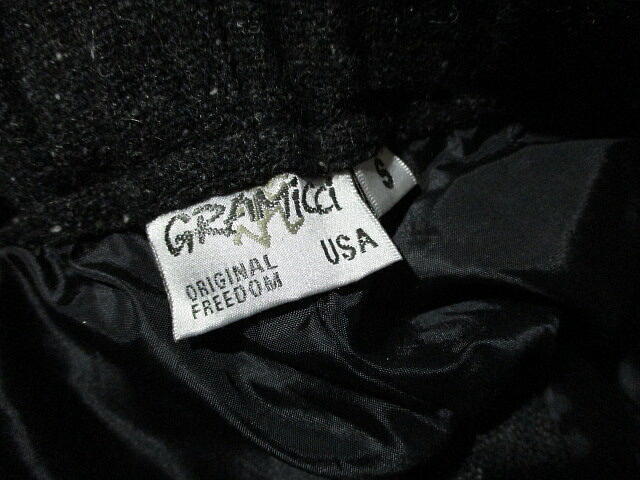 GRAMicci
ORIGINAL
FREEDOM
USA
S